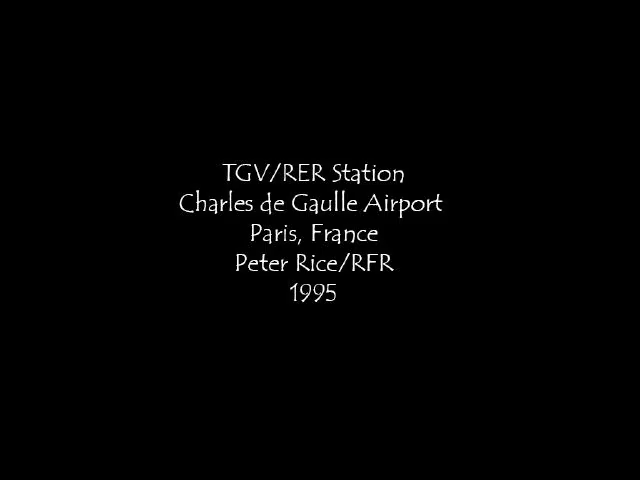 TGV/RER Station
Charles de Gaulle Airport
Paris, France
Peter Rice/RFR
1995